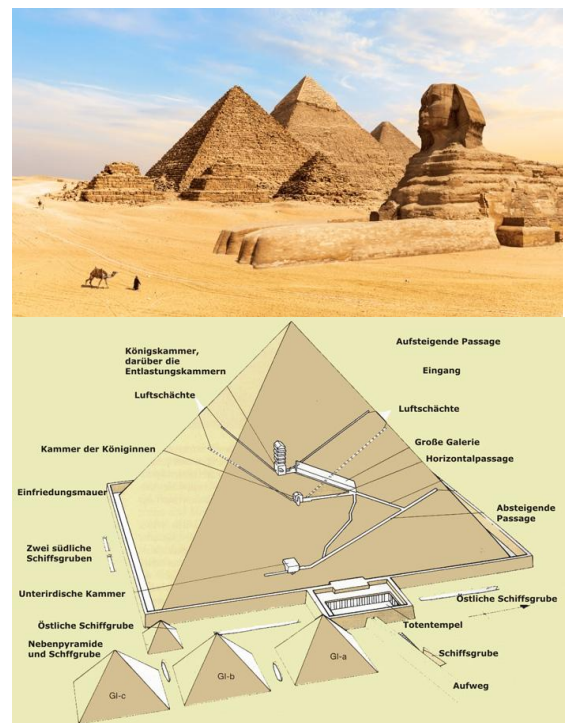 Königskammer,
darüber die
Entlastungskammern
Luftschächte
Kammer der Königinnen
Einfriedungsmauer
Zwei südliche
Schiffsgruben
Unterirdische Kammer
Östliche Schiffgrube
Nebenpyramide
und Schffgrube
Aufsteigende Passage
Eingang
Luftschächte
Große Galerie
Horizontalpassage
Absteigende
Passage
Östliche Schiffsgrube
Totentempel
Schiffsgrube
Aufweg
GI-c
GI-b
GI-a